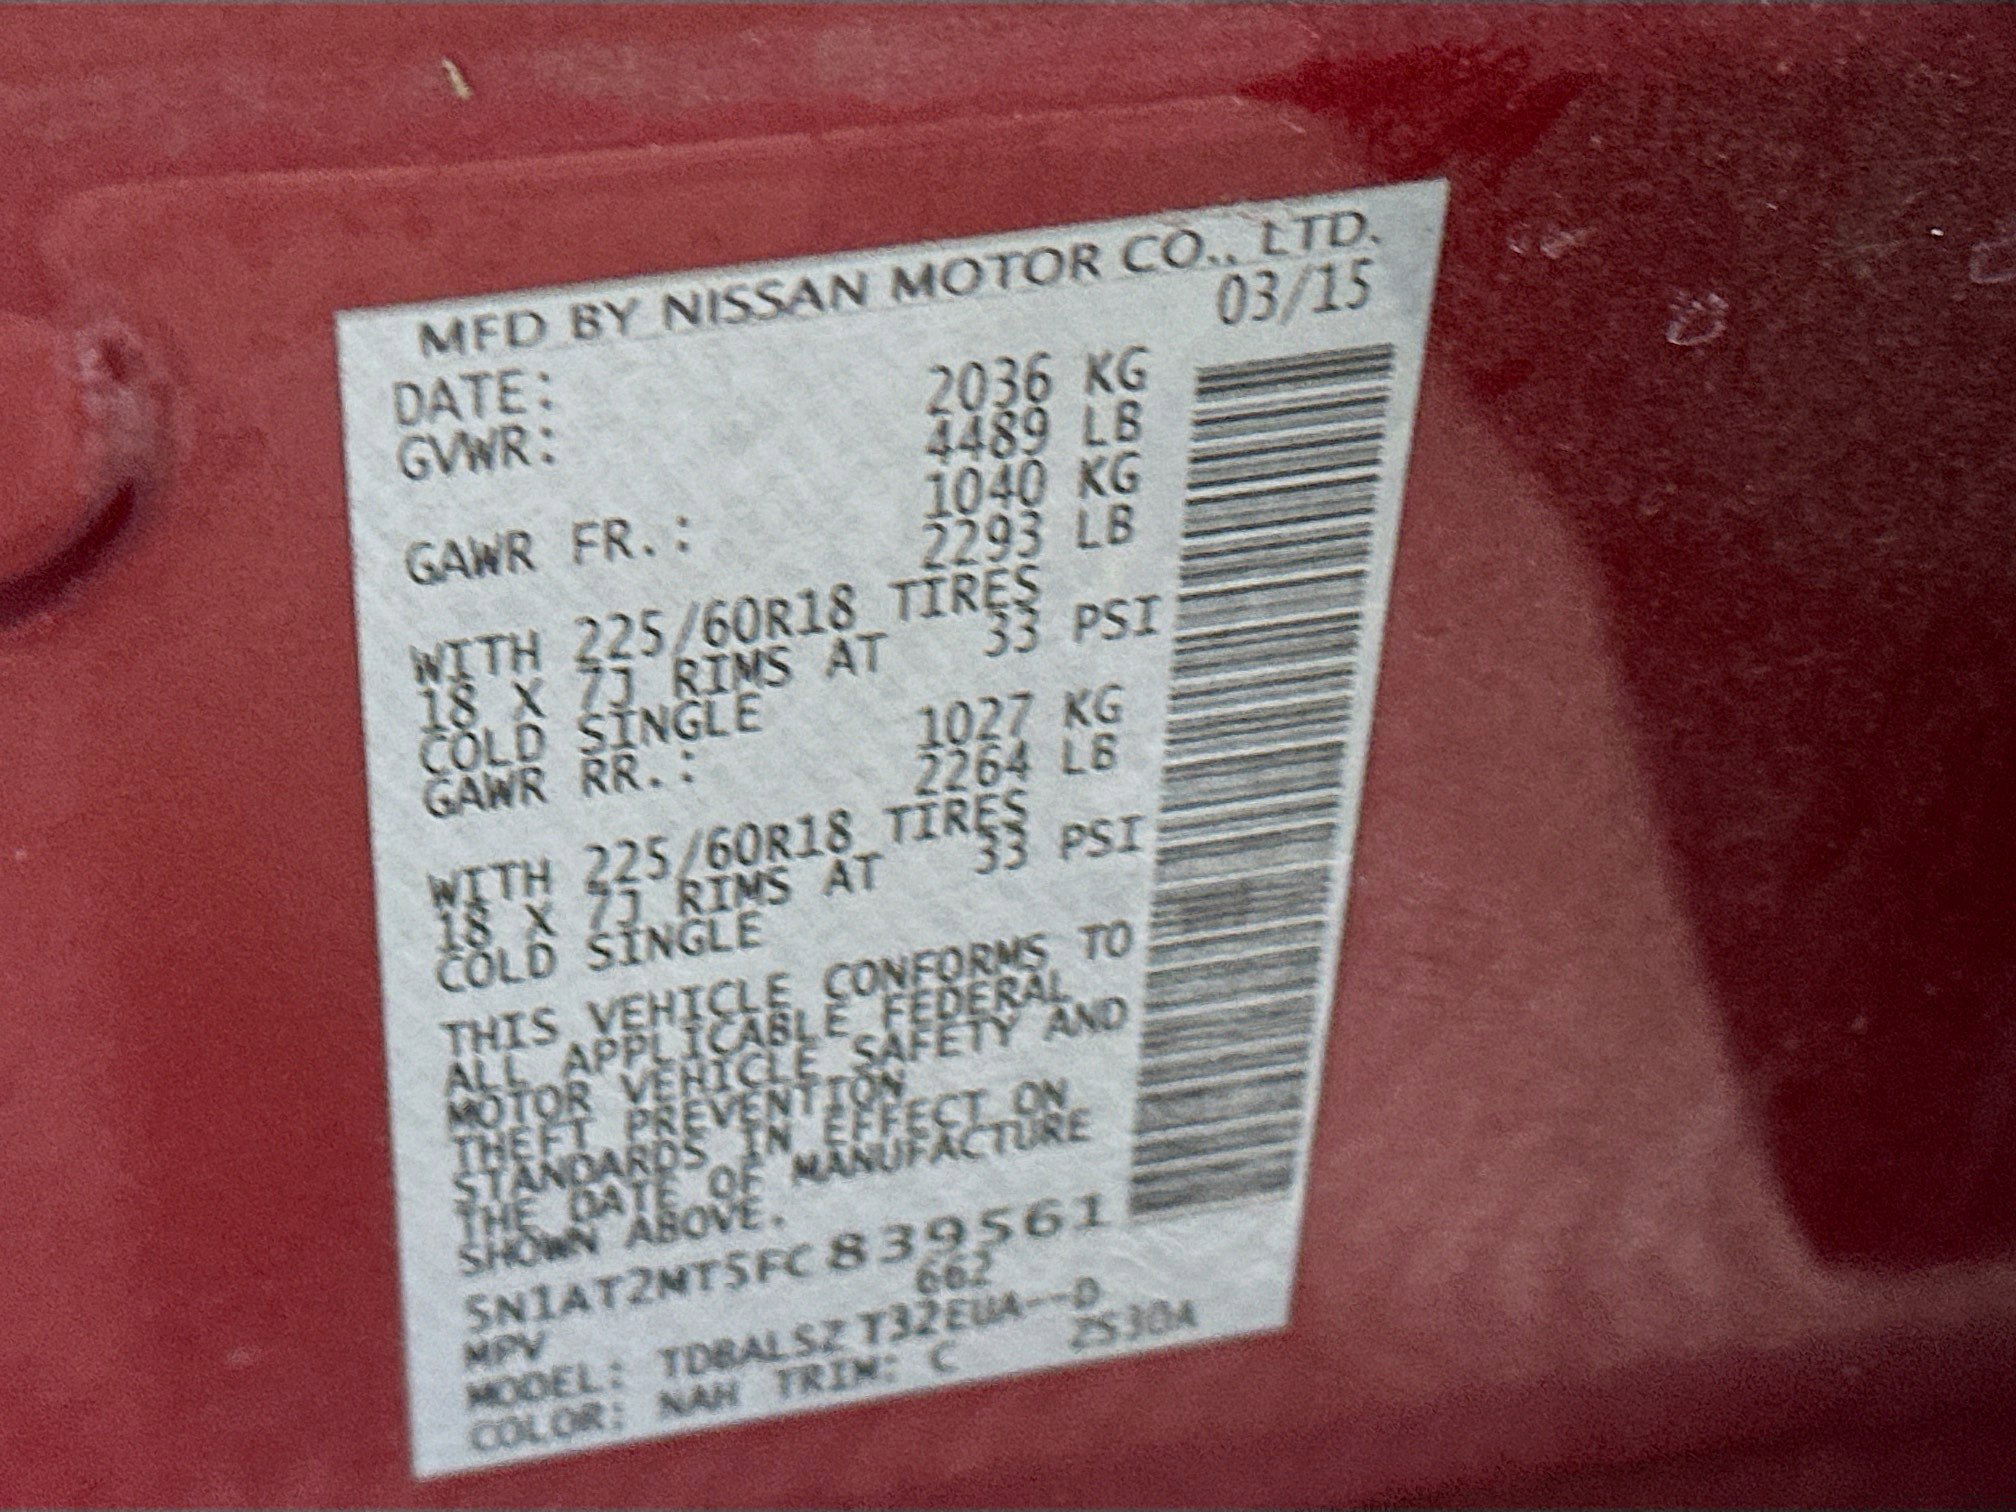 MFD BY NISSAN MOTOR CO., LTD.
DATE: 03/15
GVWR: 2036 KG
4489 LB
GAWR FR.: 1040 KG
2293 LB
WITH 225/60R18 TIRES
18 X 7J RIMS AT 33 PSI
COLD SINGLE
GAWR RR.: 1027 KG
2264 LB
WITH 225/60R18 TIRES
18 X 7J RIMS AT 33 PSI
COLD SINGLE
THIS VEHICLE CONFORMS TO
ALL APPLICABLE FEDERAL
MOTOR VEHICLE SAFETY AND
THEFT PREVENTION
STANDARDS IN EFFECT ON
THE DATE OF MANUFACTURE
SHOWN ABOVE.
5N1AT2MT5FC839561
MPV 662
MODEL: TDBALSZ T32EUA--D
COLOR: NAH TRIM: C ZS30A